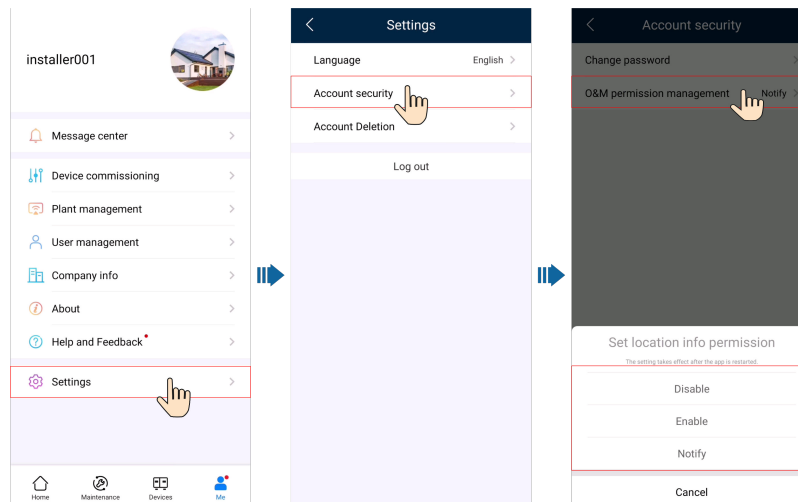 installer001
Message center
Device commissioning
Plant management
User management
Company info
About
Help and Feedback
Settings
Home Maintenance Devices Me
Settings
Language English
Account security
Account Deletion
Log out
Account security
Change password
O&M permission management Notify
Set location info permission
The setting takes effect after the app is restarted.
Disable
Enable
Notify
Cancel